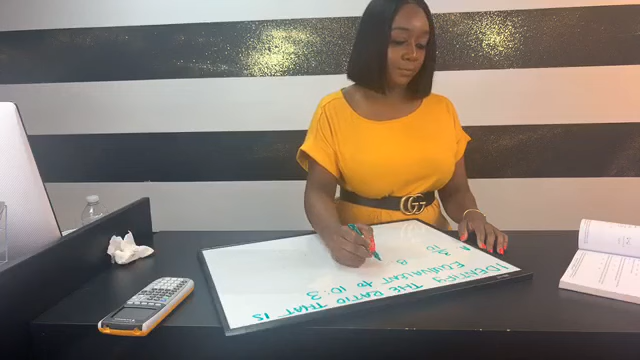 IDENTIFY THE RATIO THAT IS
EQUIVALENT to 10:3
A.
B.